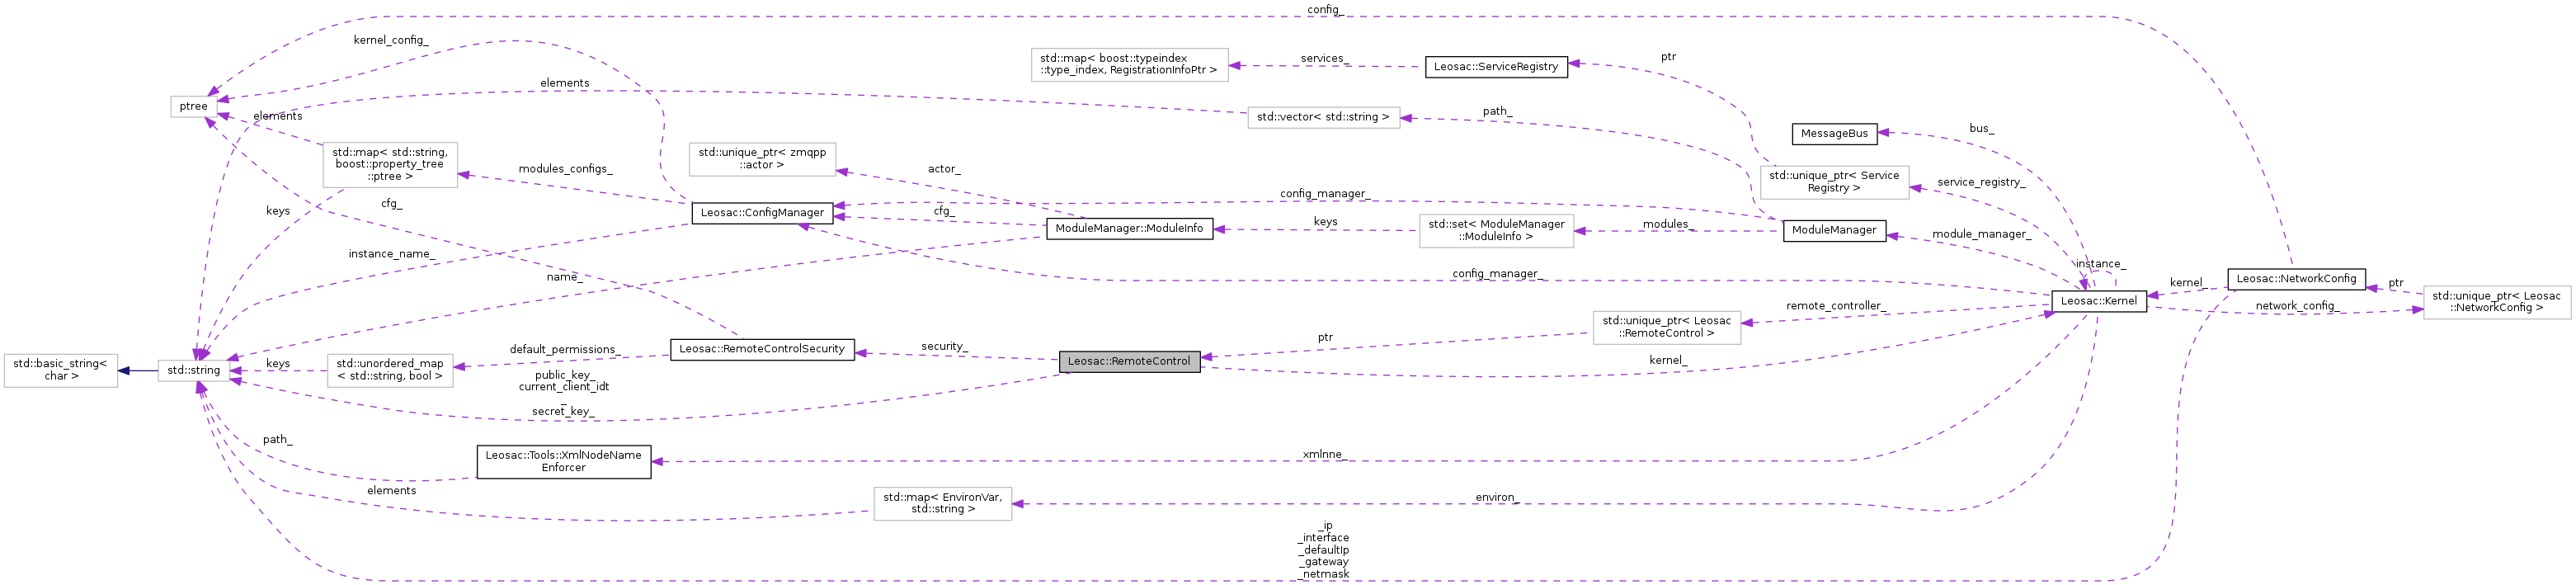 config_
kernel_config_
std::map< boost::typeindex
::type_index, RegistrationInfoPtr >
services_
Leosac::ServiceRegistry
ptr
elements
ptree
elements
std::vector< std::string >
path_
MessageBus
bus_
std::map< std::string,
boost::property_tree
::ptree >
modules_configs_
std::unique_ptr< zmqpp
::actor >
actor_
std::unique_ptr< Service
Registry >
service_registry_
keys
cfg_
Leosac::ConfigManager
cfg_
config_manager_
ModuleManager::ModuleInfo
keys
std::set< ModuleManager
::ModuleInfo >
modules_
ModuleManager
module_manager_
instance_name_
name_
config_manager_
instance_
Leosac::Kernel
kernel_
Leosac::NetworkConfig
ptr
std::unique_ptr< Leosac
::NetworkConfig >
network_config_
remote_controller_
std::unique_ptr< Leosac
::RemoteControl >
ptr
std::basic_string<
char >
std::string
keys
std::unordered_map
< std::string, bool >
default_permissions_
Leosac::RemoteControlSecurity
security_
Leosac::RemoteControl
kernel_
public_key_
current_client_idt
_
secret_key_
path_
Leosac::Tools::XmlNodeName
Enforcer
xmlnne_
elements
std::map< EnvironVar,
std::string >
environ_
_ip
_interface
_defaultIp
_gateway
_netmask